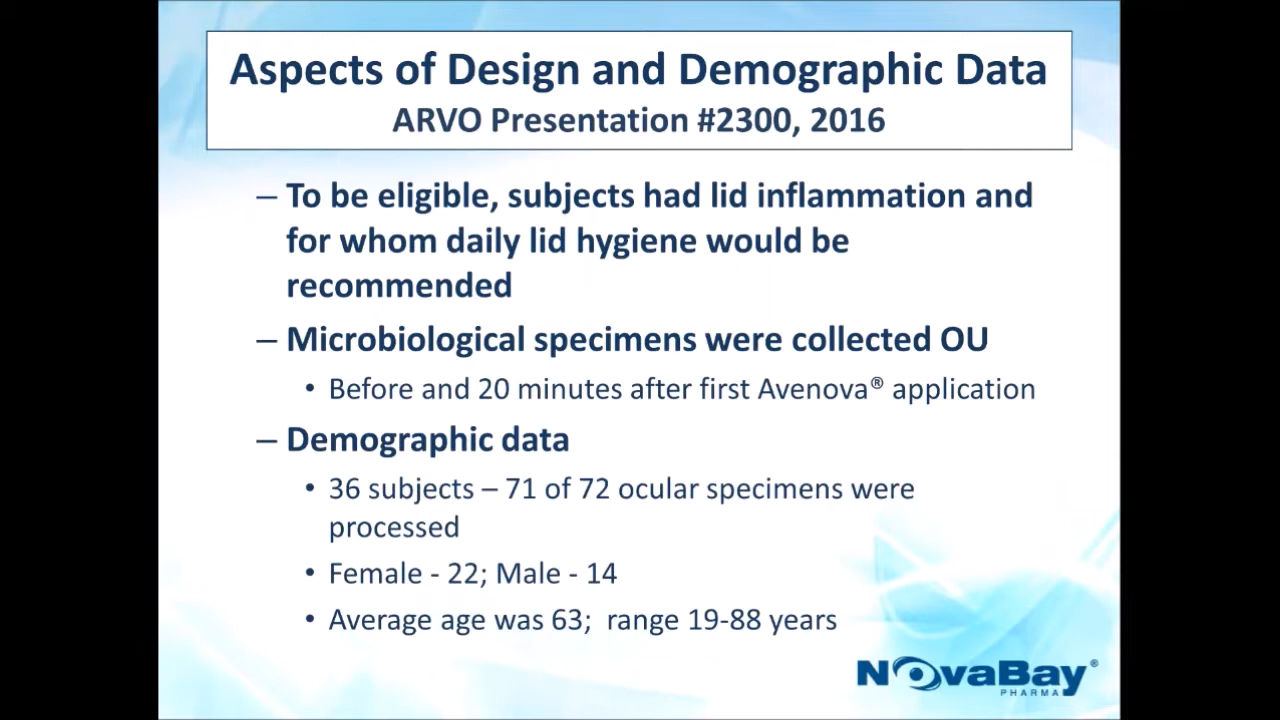 Aspects of Design and Demographic Data
ARVO Presentation #2300, 2016
– To be eligible, subjects had lid inflammation and
for whom daily lid hygiene would be
recommended
– Microbiological specimens were collected OU
• Before and 20 minutes after first Avenova® application
– Demographic data
• 36 subjects – 71 of 72 ocular specimens were
processed
• Female - 22; Male - 14
• Average age was 63;  range 19-88 years
NovaBay®
PHARMA